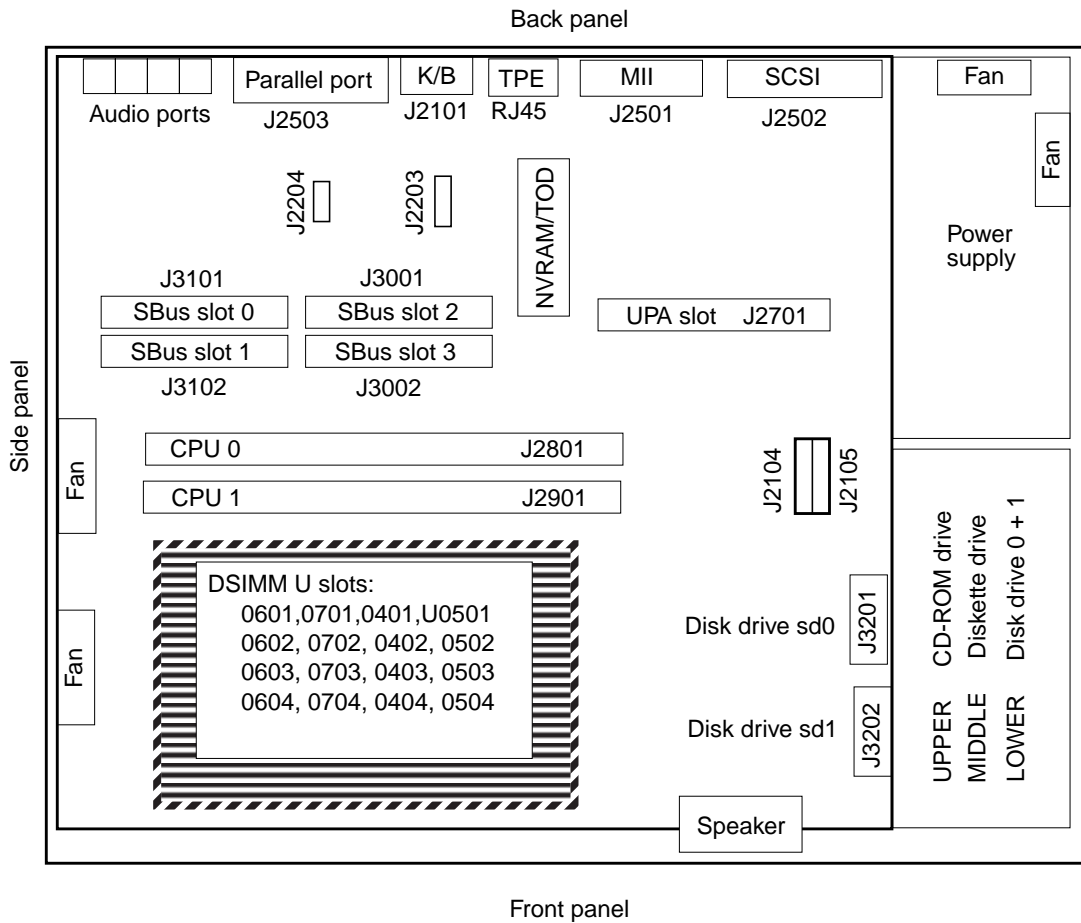 Back panel
Parallel port
K/B
TPE
MII
SCSI
Fan
Audio ports
J2503
J2101
RJ45
J2501
J2502
Fan
J2204
J2203
NVRAM/TOD
Power
supply
J3101
J3001
SBus slot 0
SBus slot 2
UPA slot J2701
SBus slot 1
SBus slot 3
J3102
J3002
Side panel
Fan
CPU 0 J2801
CPU 1 J2901
J2104
J2105
DSIMM U slots:
0601,0701,0401,U0501
0602, 0702, 0402, 0502
0603, 0703, 0403, 0503
0604, 0704, 0404, 0504
Fan
Disk drive sd0
J3201
Disk drive sd1
J3202
UPPER CD-ROM drive
MIDDLE Diskette drive
LOWER Disk drive 0 + 1
Speaker
Front panel